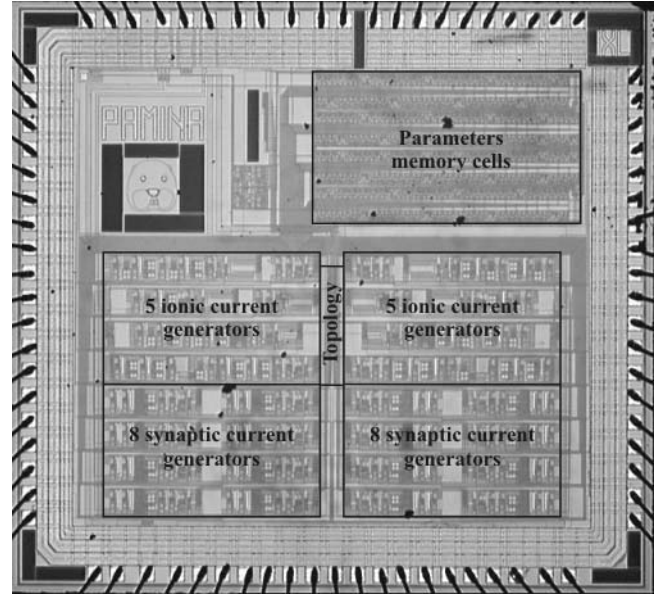 XL
PAMINA
Parameters
memory cells
5 ionic current
generators
Topology
5 ionic current
generators
8 synaptic current
generators
8 synaptic current
generators